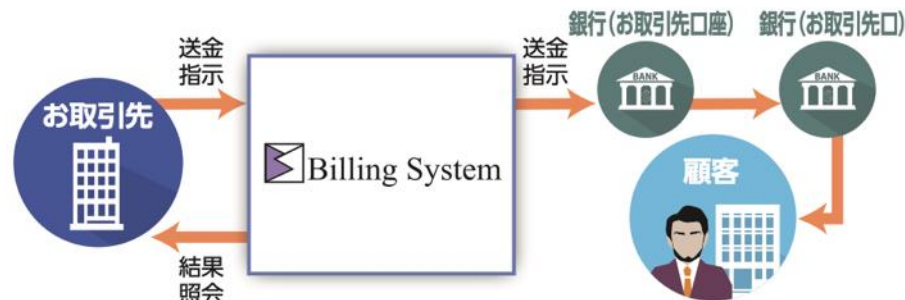 銀行(お取引先口座)
銀行(お取引先口)
送金
指示
送金
指示
BANK
BANK
お取引先
Billing System
顧客
結果
照会